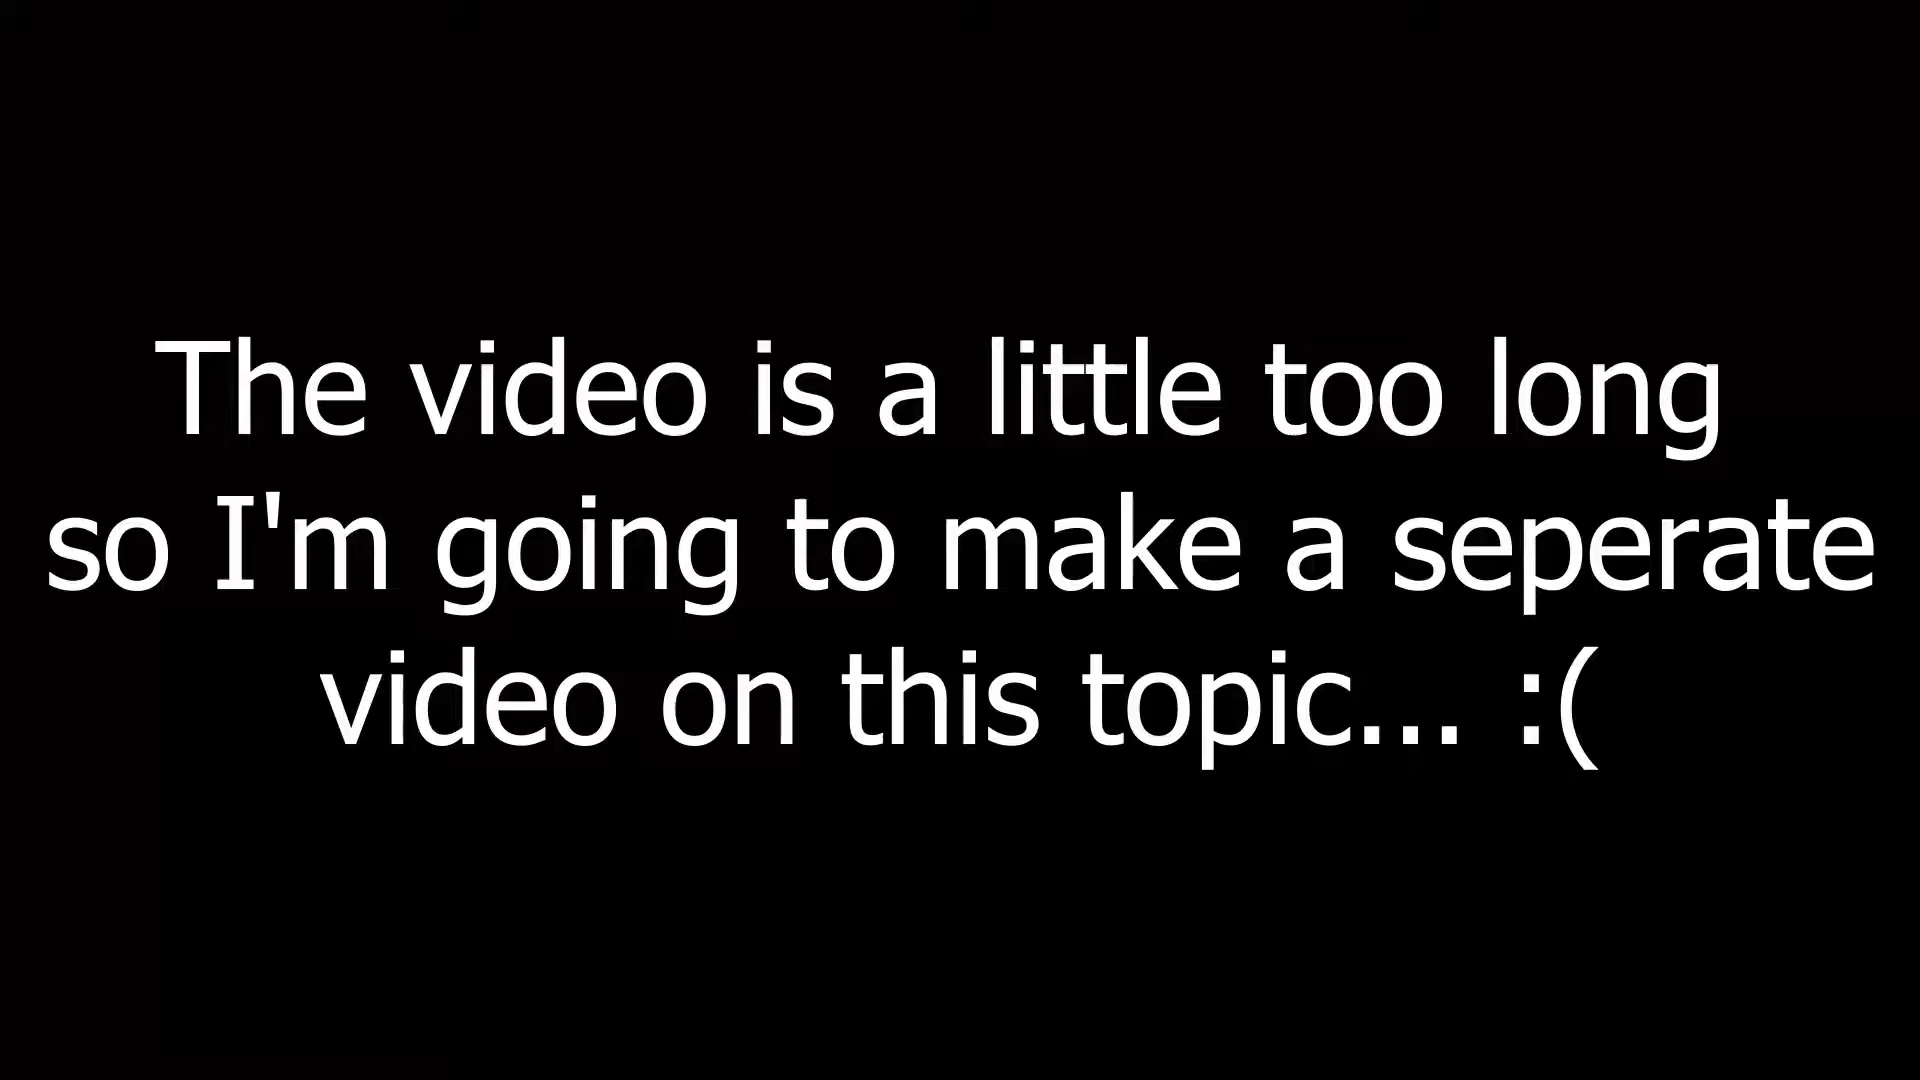 The video is a little too long
so I'm going to make a seperate
video on this topic... :(